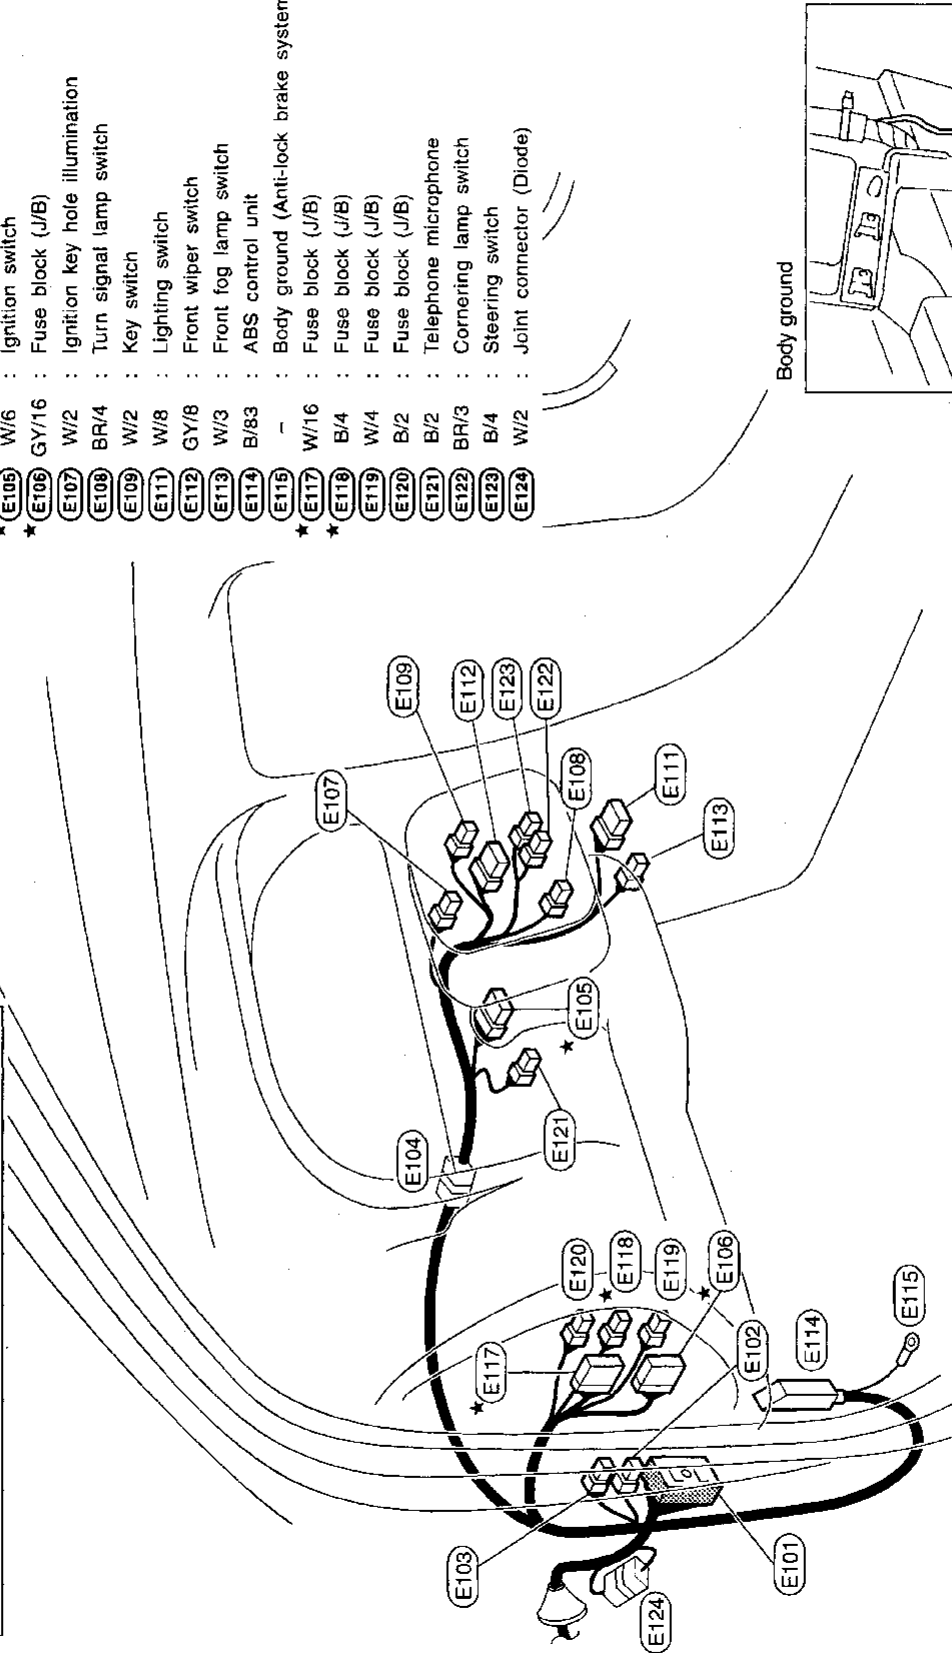 ★ E105 W/6 : Ignition switch
★ E106 GY/16 : Fuse block (J/B)
E107 W/2 : Ignition key hole illumination
E108 BR/4 : Turn signal lamp switch
E109 W/2 : Key switch
E111 W/8 : Lighting switch
E112 GY/8 : Front wiper switch
E113 W/3 : Front fog lamp switch
E114 B/83 : ABS control unit
E115 – : Body ground (Anti-lock brake system
★ E117 W/16 : Fuse block (J/B)
★ E118 B/4 : Fuse block (J/B)
E119 W/4 : Fuse block (J/B)
E120 B/2 : Fuse block (J/B)
E121 B/2 : Telephone microphone
E122 BR/3 : Cornering lamp switch
E123 B/4 : Steering switch
E124 W/2 : Joint connector (Diode)
Body ground
E109
E112
E123
E122
E107
E108
E111
E113
★ E105
E104
E121
E120
★ E118
E119
★ E106
★ E117
E102
E114
E115
E103
E101
E124